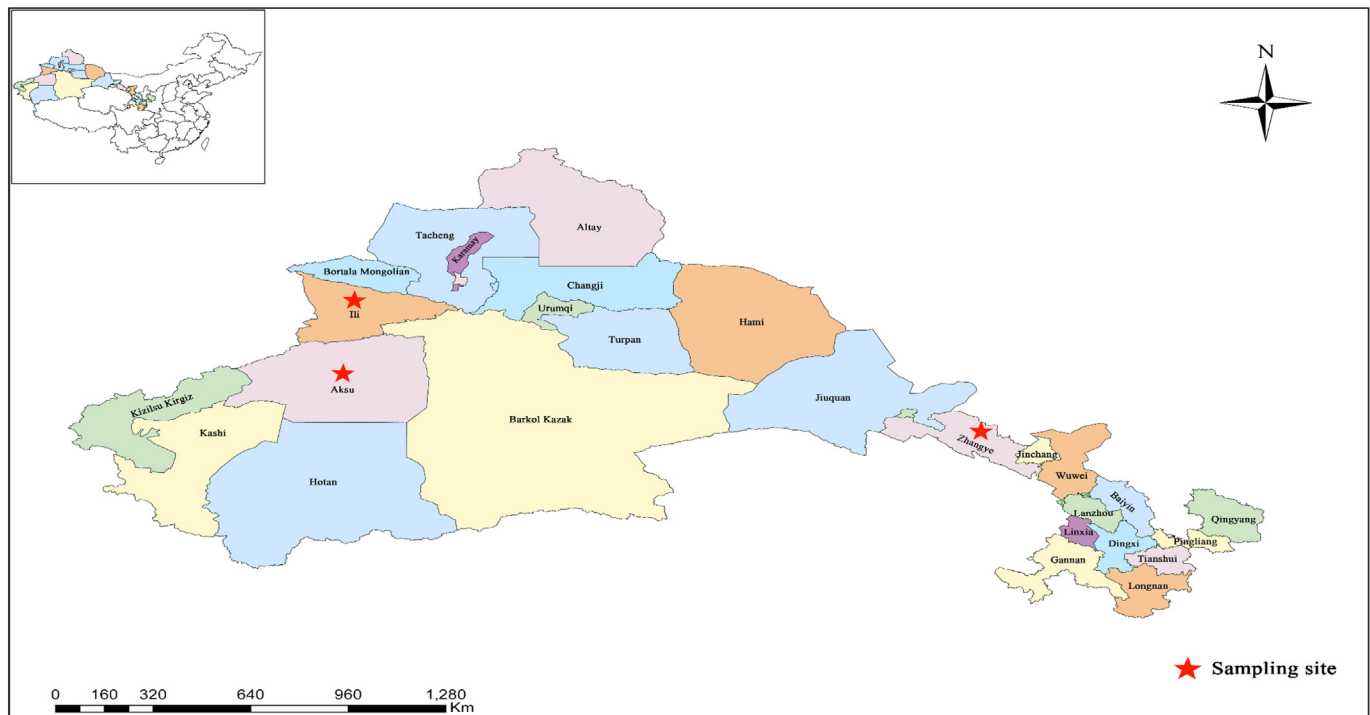 N
Altay
Tacheng
Karamay
Bortala Mongolian
Changji
Ili
Urumqi
Hami
Turpan
Aksu
Jiuquan
Kizilsu Kirgiz
Barkol Kazak
Kashi
Zhangye
Jinchang
Wuwei
Hotan
Baiyin
Lanzhou
Qingyang
Linxia
Pingliang
Dingxi
Gannan
Tianshui
Longnan
Sampling site
0 160 320 640 960 1,280
Km